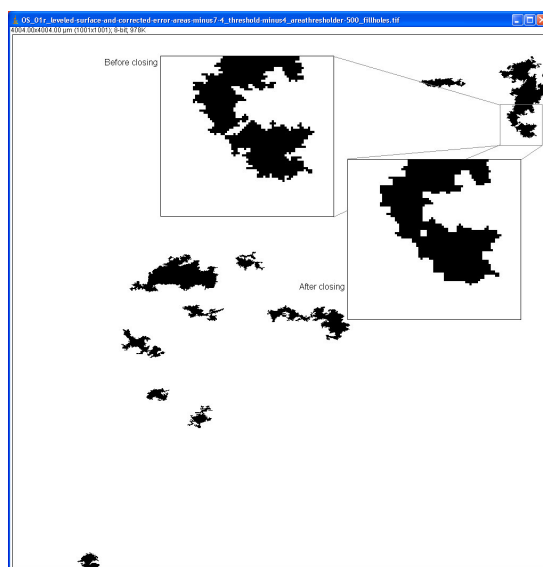 OS_01r_leveled-surface-and-corrected-error-areas-minus7-4_threshold-minus4_areathresholder-500_fillholes.tif
4004.00x4004.00 µm (1001x1001); 8-bit; 978K
Before closing
After closing